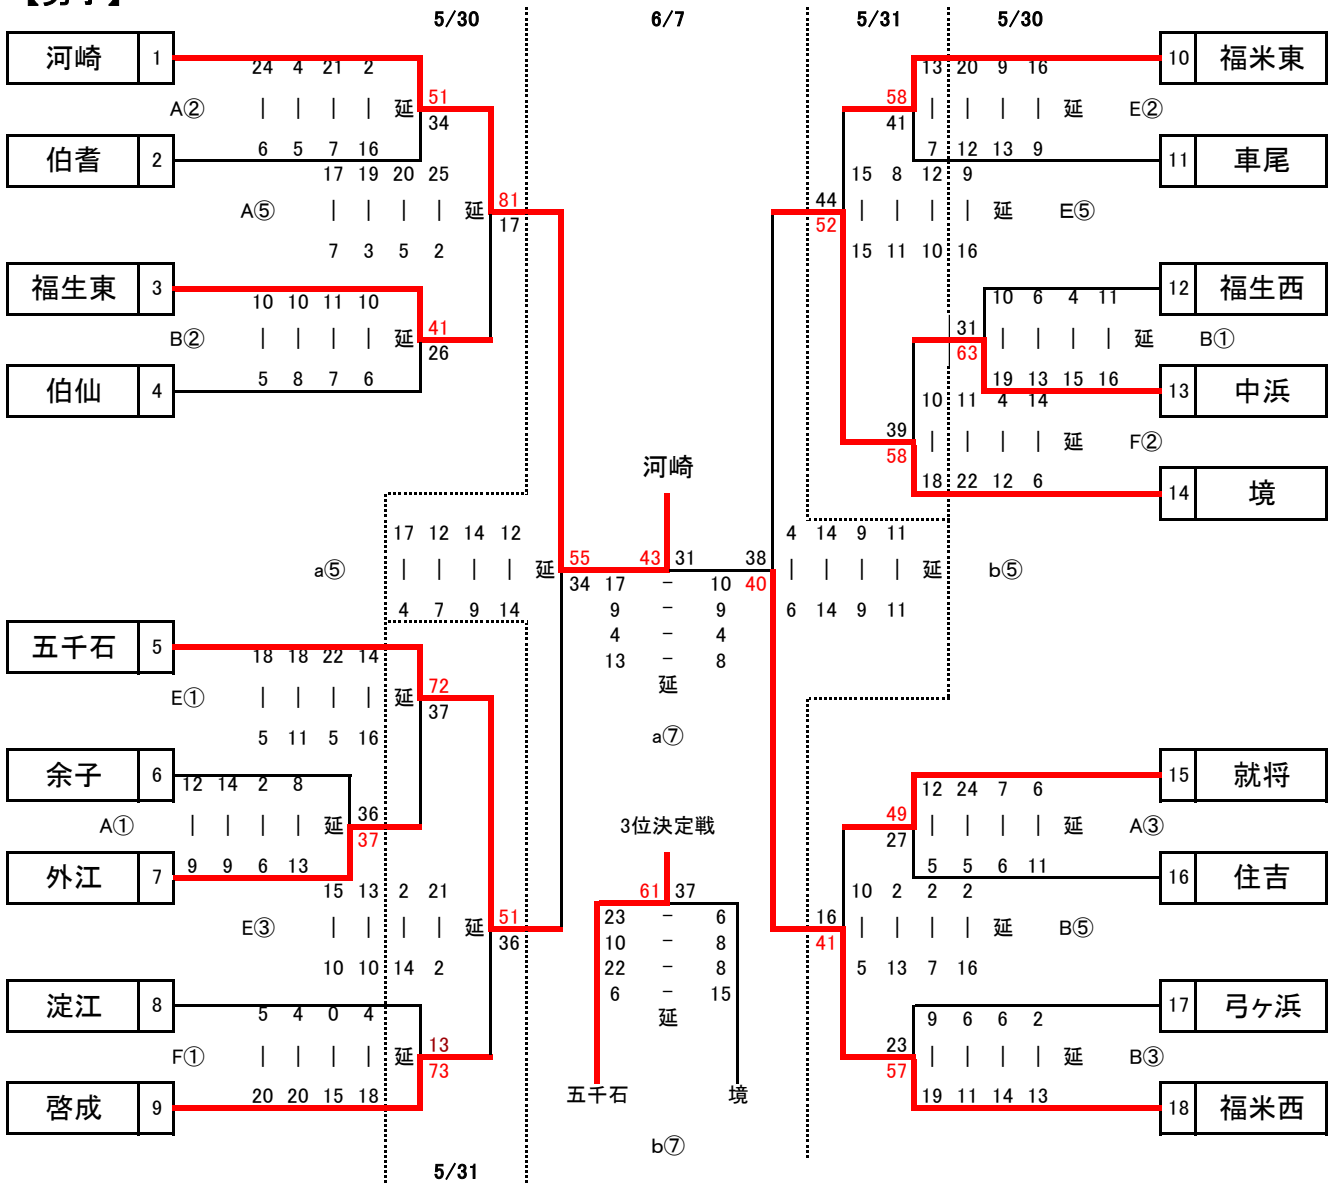 【男子】
5/30
6/7
5/31
5/30
河崎 1
24 4 21 2
A② | | | | 延 51
34
伯耆 2
6 5 7 16
17 19 20 25
A⑤ | | | | 延 81
17
7 3 5 2
福生東 3
10 10 11 10
B② | | | | 延 41
26
伯仙 4
5 8 7 6
17 12 14 12
a⑤ | | | | 延 55
34
4 7 9 14
五千石 5
18 18 22 14
E① | | | | 延 72
37
5 11 5 16
余子 6
12 14 2 8
A① | | | | 延 36
37
外江 7
9 9 6 13
15 13 2 21
E③ | | | | 延 51
36
10 10 14 2
淀江 8
5 4 0 4
F① | | | | 延 13
73
啓成 9
20 20 15 18
5/31
河崎
43 31
17 - 10
9 - 9
4 - 4
13 - 8
延
a⑦
3位決定戦
61 37
23 - 6
10 - 8
22 - 8
6 - 15
延
五千石 境
b⑦
10 福米東
13 20 9 16
58 | | | | 延 E②
41
11 車尾
7 12 13 9
15 8 12 9
44 | | | | 延 E⑤
52
15 11 10 16
12 福生西
10 6 4 11
31 | | | | 延 B①
63
13 中浜
19 13 15 16
10 11 4 14
39 | | | | 延 F②
58
14 境
18 22 12 6
4 14 9 11
38 | | | | 延 b⑤
40
6 14 9 11
15 就将
12 24 7 6
49 | | | | 延 A③
27
16 住吉
5 5 6 11
10 2 2 2
16 | | | | 延 B⑤
41
5 13 7 16
17 弓ヶ浜
9 6 6 2
23 | | | | 延 B③
57
18 福米西
19 11 14 13